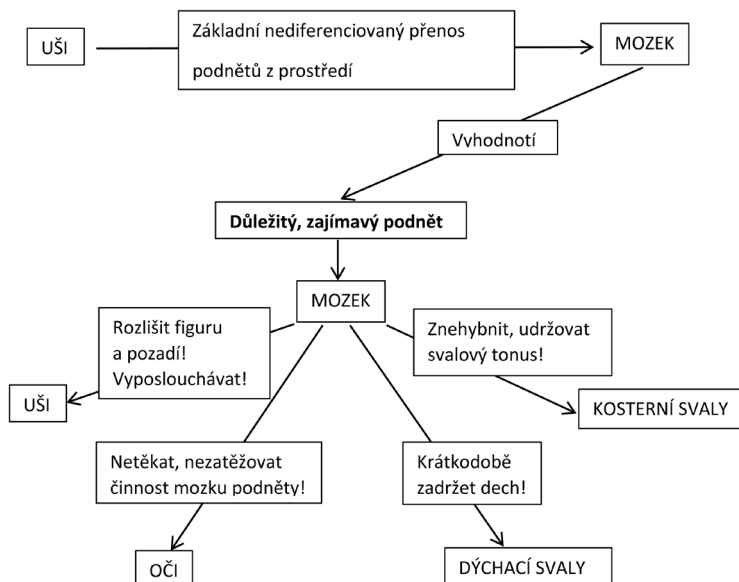 UŠI
Základní nediferenciovaný přenos
podnětů z prostředí
MOZEK
Vyhodnotí
Důležitý, zajímavý podnět
MOZEK
Rozlišit figuru
a pozadí!
Vyposlouchávat!
Znehybnit, udržovat
svalový tonus!
UŠI
KOSTERNÍ SVALY
Netěkat, nezatěžovat
činnost mozku podněty!
Krátkodobě
zadržet dech!
OČI
DÝCHACÍ SVALY